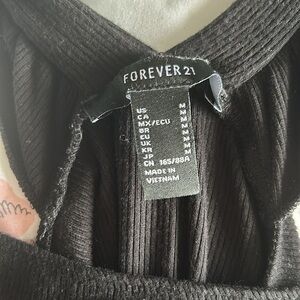 FOREVER 21
US M
CA M
MX/ECU M
BR M
EU M
UK M
KR M
JP M
CN 165/88A
MADE IN
VIETNAM